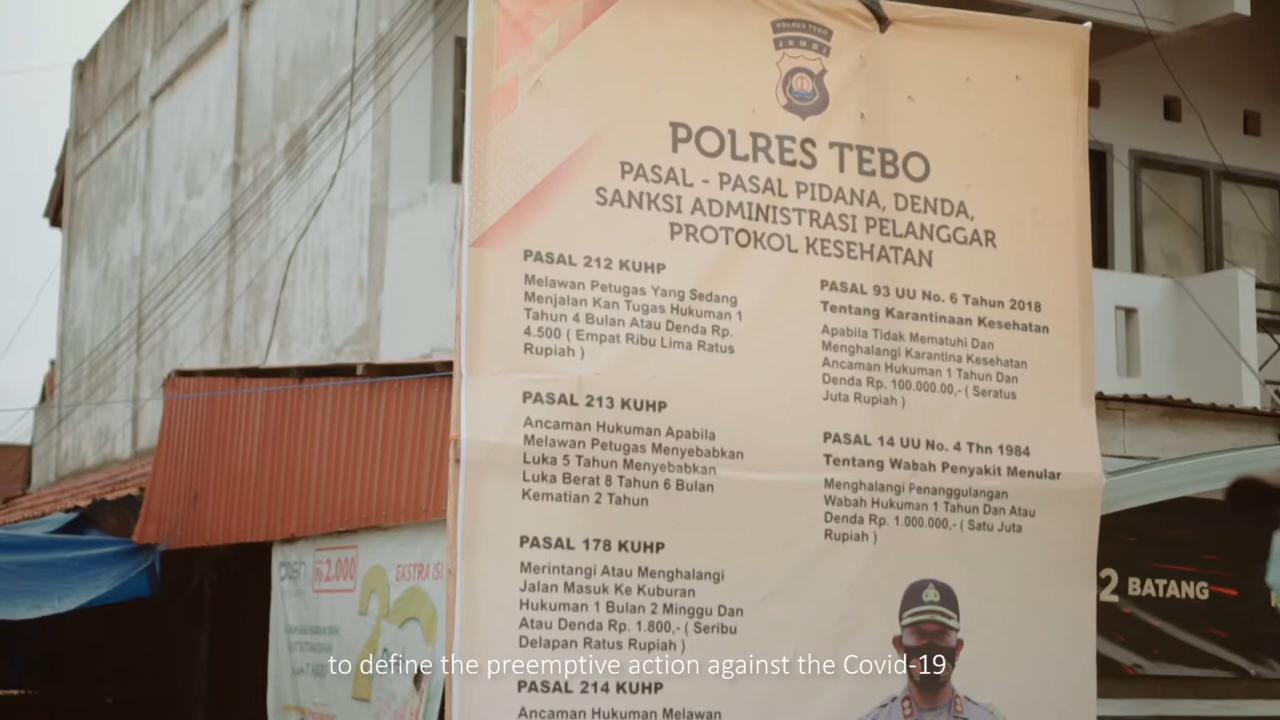 POLRES TEBO
JAMBI
POLRES TEBO
PASAL - PASAL PIDANA, DENDA,
SANKSI ADMINISTRASI PELANGGAR
PROTOKOL KESEHATAN
PASAL 212 KUHP
Melawan Petugas Yang Sedang
Menjalan Kan Tugas Hukuman 1
Tahun 4 Bulan Atau Denda Rp.
4.500 ( Empat Ribu Lima Ratus
Rupiah )
PASAL 213 KUHP
Ancaman Hukuman Apabila
Melawan Petugas Menyebabkan
Luka 5 Tahun Menyebabkan
Luka Berat 8 Tahun 6 Bulan
Kematian 2 Tahun
PASAL 178 KUHP
Merintangi Atau Menghalangi
Jalan Masuk Ke Kuburan
Hukuman 1 Bulan 2 Minggu Dan
Atau Denda Rp. 1.800,- ( Seribu
Delapan Ratus Rupiah )
PASAL 214 KUHP
Ancaman Hukuman Melawan
PASAL 93 UU No. 6 Tahun 2018
Tentang Karantinaan Kesehatan
Apabila Tidak Mematuhi Dan
Menghalangi Karantina Kesehatan
Ancaman Hukuman 1 Tahun Dan
Denda Rp. 100.000.00,- ( Seratus
Juta Rupiah )
PASAL 14 UU No. 4 Thn 1984
Tentang Wabah Penyakit Menular
Menghalangi Penanggulangan
Wabah Hukuman 1 Tahun Dan Atau
Denda Rp. 1.000.000,- ( Satu Juta
Rupiah )
Rp2.000
EKSTRA ISI
2 BATANG
to define the preemptive action against the Covid-19